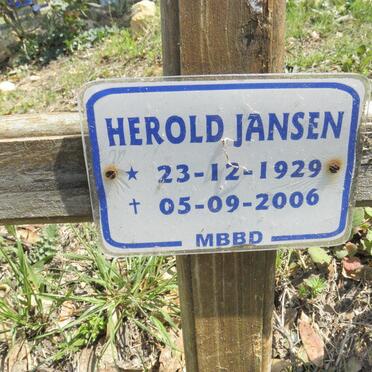 HEROLD JANSEN
★ 23-12-1929
† 05-09-2006
MBBD